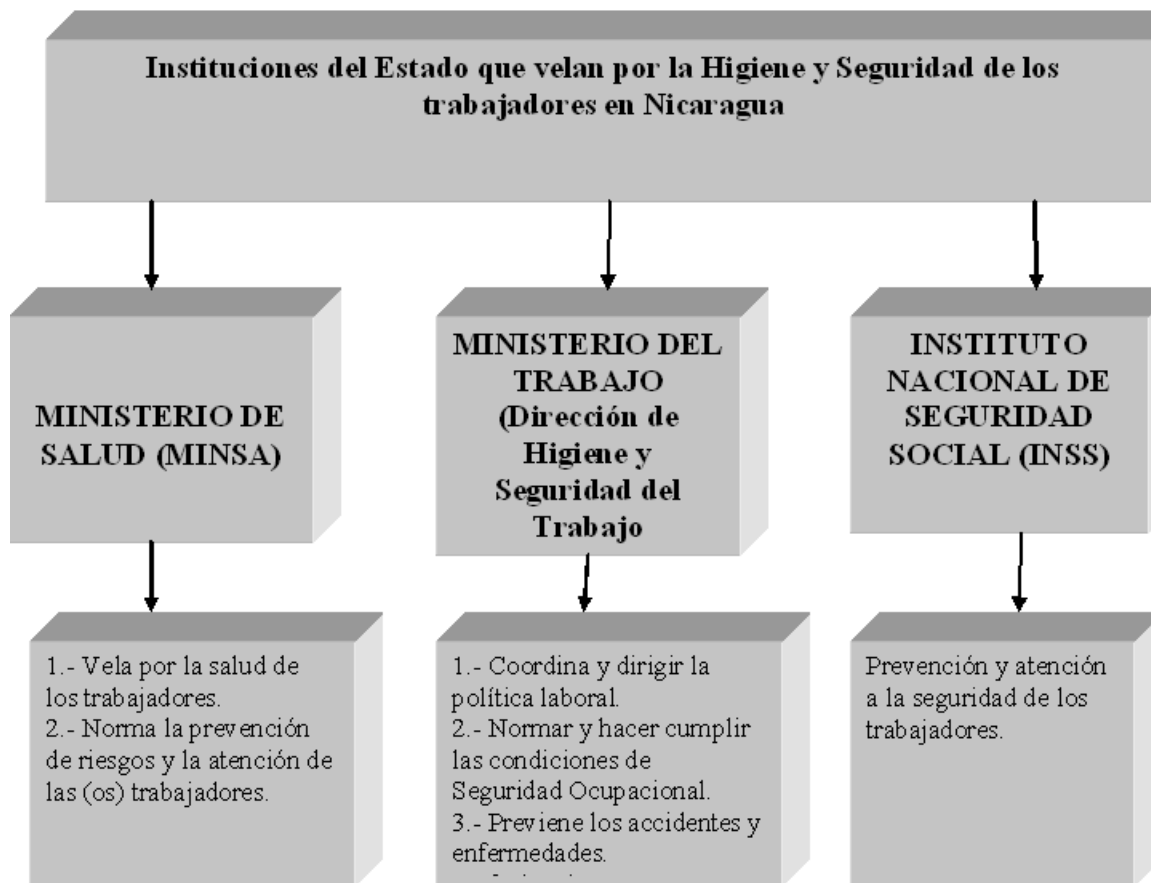 Instituciones del Estado que velan por la Higiene y Seguridad de los
trabajadores en Nicaragua
MINISTERIO DE
SALUD (MINSA)
MINISTERIO DEL
TRABAJO
(Dirección de
Higiene y
Seguridad del
Trabajo
INSTITUTO
NACIONAL DE
SEGURIDAD
SOCIAL (INSS)
1.- Vela por la salud de
los trabajadores.
2.- Norma la prevención
de riesgos y la atención de
las (os) trabajadores.
1.- Coordina y dirigir la
política laboral.
2.- Normar y hacer cumplir
las condiciones de
Seguridad Ocupacional.
3.- Previene los accidentes y
enfermedades.
Prevención y atención
a la seguridad de los
trabajadores.